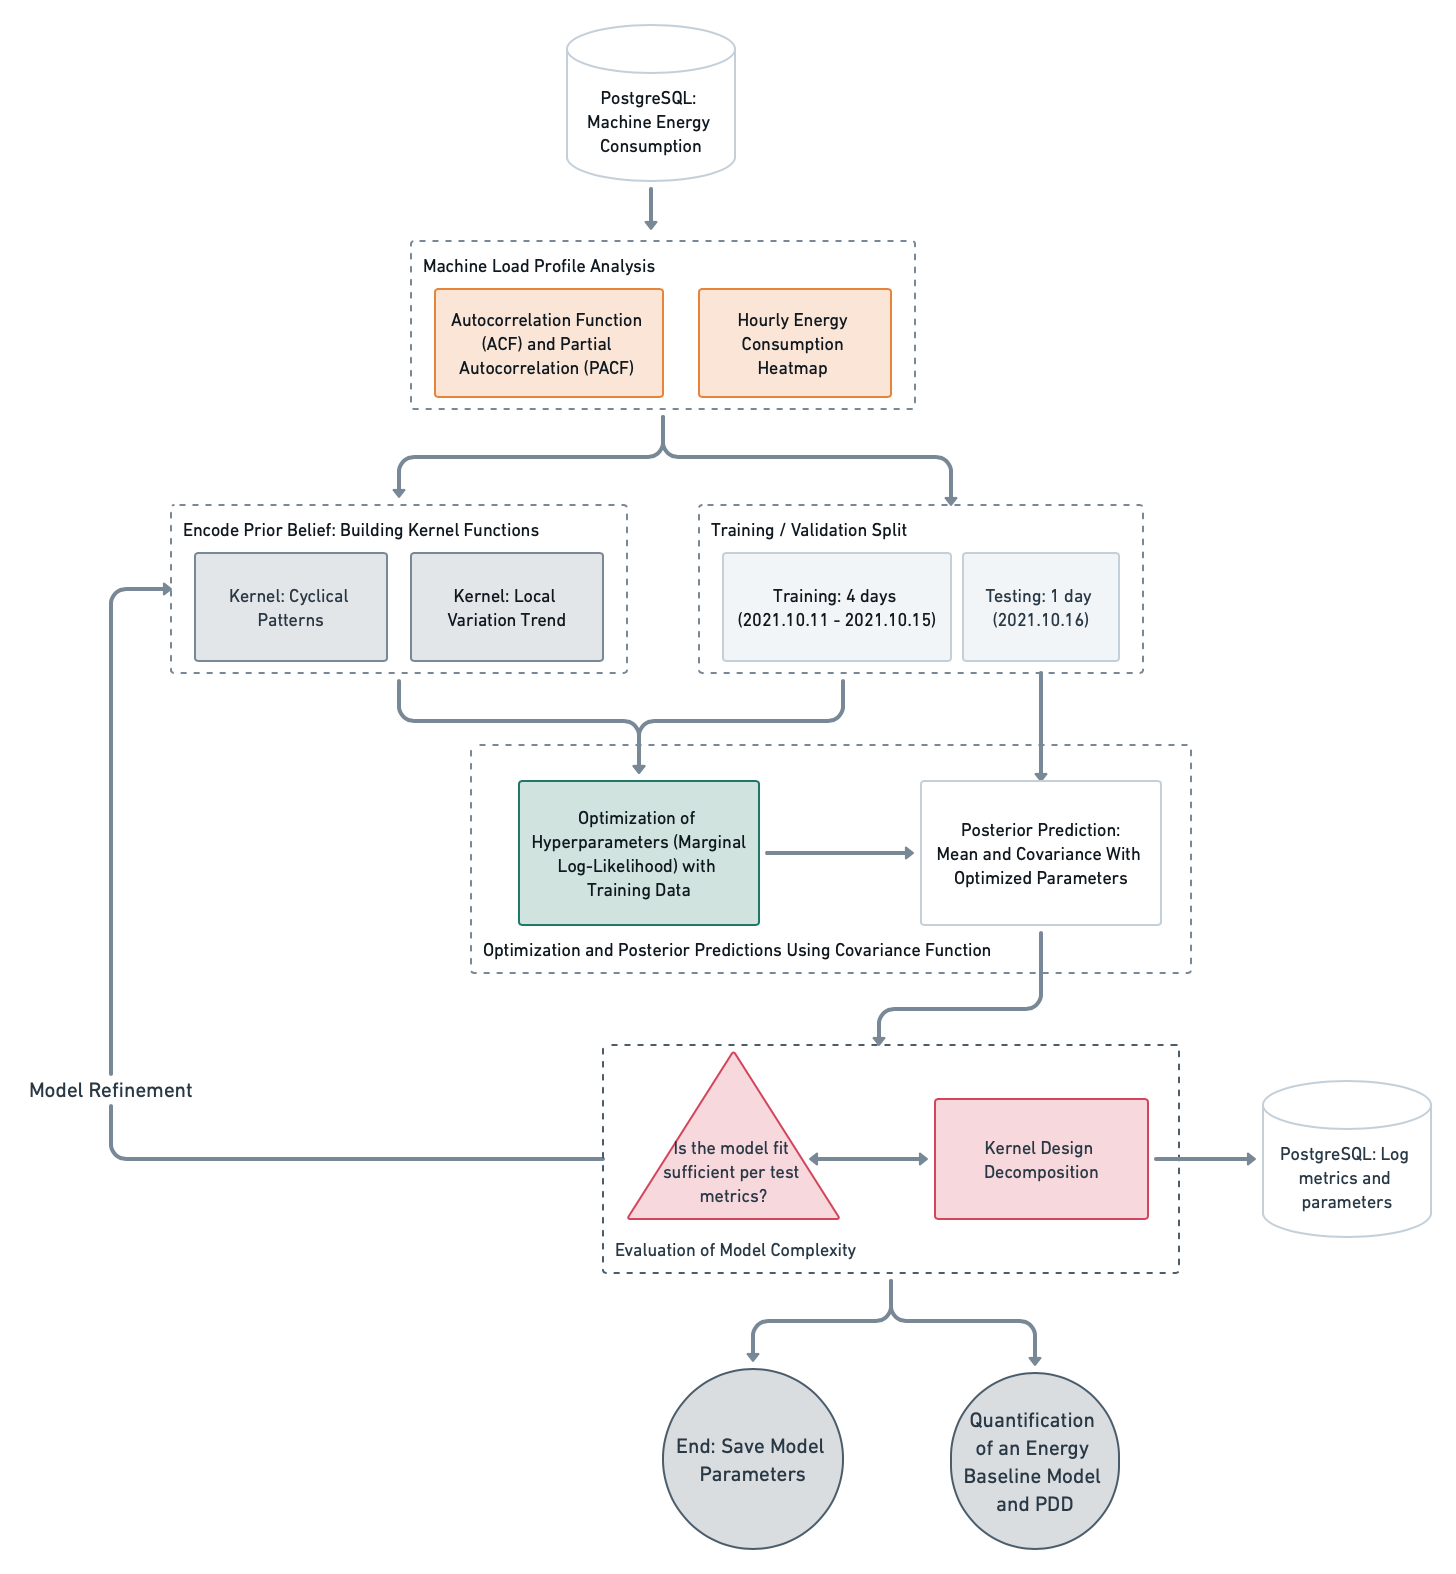 PostgreSQL:
Machine Energy
Consumption
Machine Load Profile Analysis
Autocorrelation Function
(ACF) and Partial
Autocorrelation (PACF)
Hourly Energy
Consumption
Heatmap
Encode Prior Belief: Building Kernel Functions
Kernel: Cyclical
Patterns
Kernel: Local
Variation Trend
Training / Validation Split
Training: 4 days
(2021.10.11 - 2021.10.15)
Testing: 1 day
(2021.10.16)
Optimization of
Hyperparameters (Marginal
Log-Likelihood) with
Training Data
Posterior Prediction:
Mean and Covariance With
Optimized Parameters
Optimization and Posterior Predictions Using Covariance Function
Model Refinement
Is the model fit
sufficient per test
metrics?
Kernel Design
Decomposition
Evaluation of Model Complexity
PostgreSQL: Log
metrics and
parameters
End: Save Model
Parameters
Quantification
of an Energy
Baseline Model
and PDD